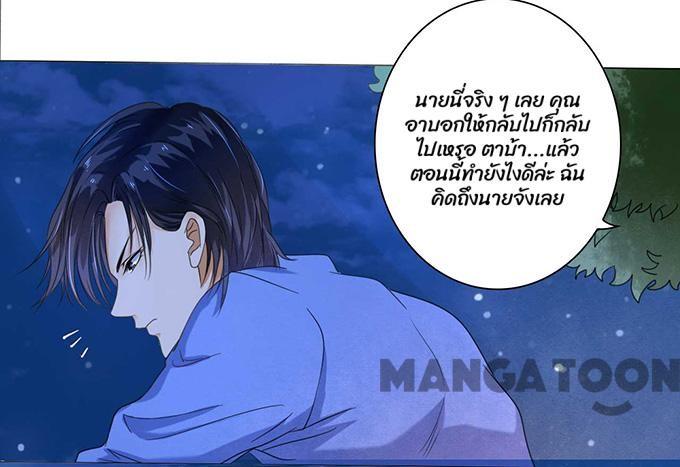 นายนี่จริง ๆ เลย คุณ
อาบอกให้กลับไปก็กลับ
ไปเหรอ ตาบ้า...แล้ว
ตอนนี้ทำยังไงดีล่ะ ฉัน
คิดถึงนายจังเลย
MANGATOON